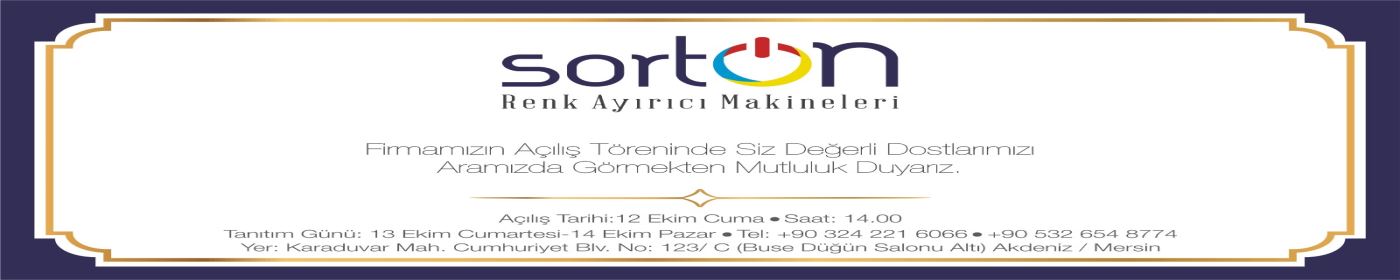 sorton
Renk Ayırıcı Makineleri
Firmamızın Açılış Töreninde Siz Değerli Dostlarımızı
Aramızda Görmekten Mutluluk Duyarız.
Açılış Tarihi:12 Ekim Cuma • Saat: 14.00
Tanıtım Günü: 13 Ekim Cumartesi-14 Ekim Pazar • Tel: +90 324 221 6066 • +90 532 654 8774
Yer: Karaduvar Mah. Cumhuriyet Blv. No: 123/ C (Buse Düğün Salonu Altı) Akdeniz / Mersin